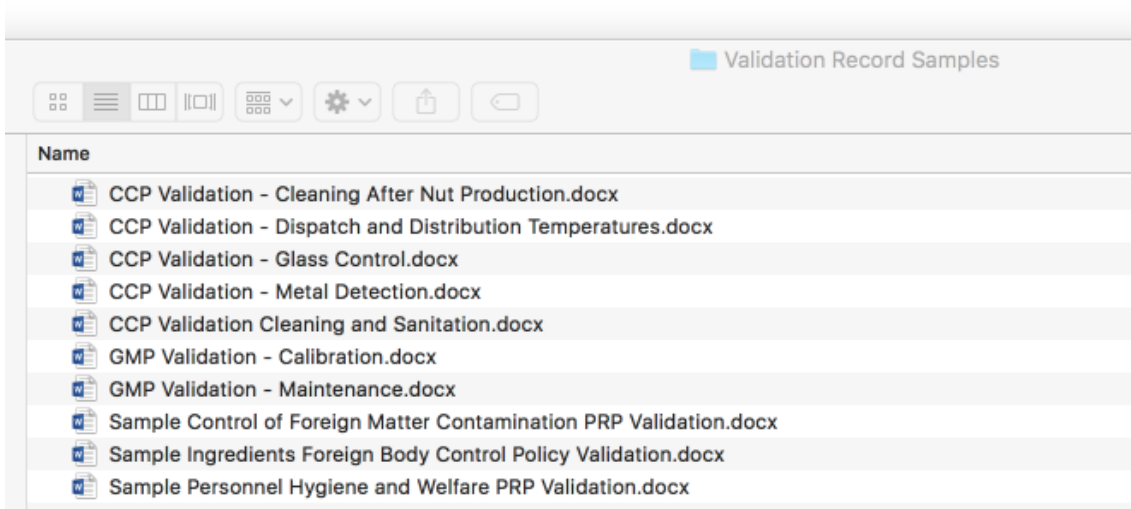 Validation Record Samples
Name
CCP Validation - Cleaning After Nut Production.docx
CCP Validation - Dispatch and Distribution Temperatures.docx
CCP Validation - Glass Control.docx
CCP Validation - Metal Detection.docx
CCP Validation Cleaning and Sanitation.docx
GMP Validation - Calibration.docx
GMP Validation - Maintenance.docx
Sample Control of Foreign Matter Contamination PRP Validation.docx
Sample Ingredients Foreign Body Control Policy Validation.docx
Sample Personnel Hygiene and Welfare PRP Validation.docx